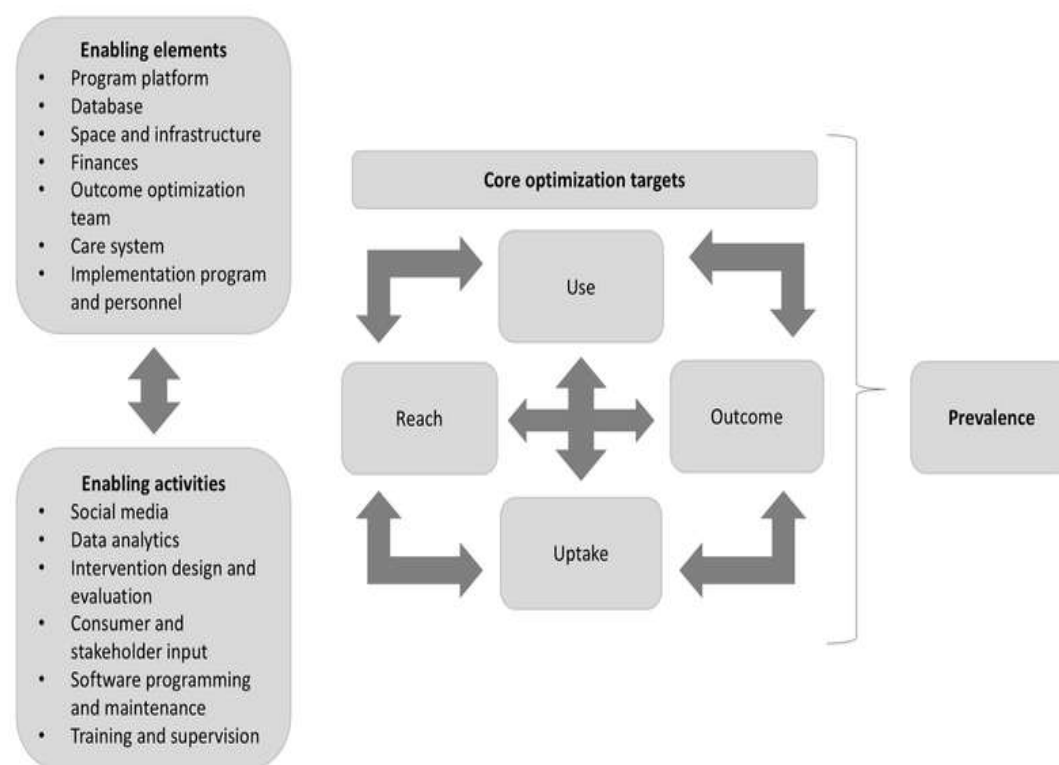 Enabling elements
• Program platform
• Database
• Space and infrastructure
• Finances
• Outcome optimization
team
• Care system
• Implementation program
and personnel
Enabling activities
• Social media
• Data analytics
• Intervention design and
evaluation
• Consumer and
stakeholder input
• Software programming
and maintenance
• Training and supervision
Core optimization targets
Use
Reach
Outcome
Uptake
Prevalence